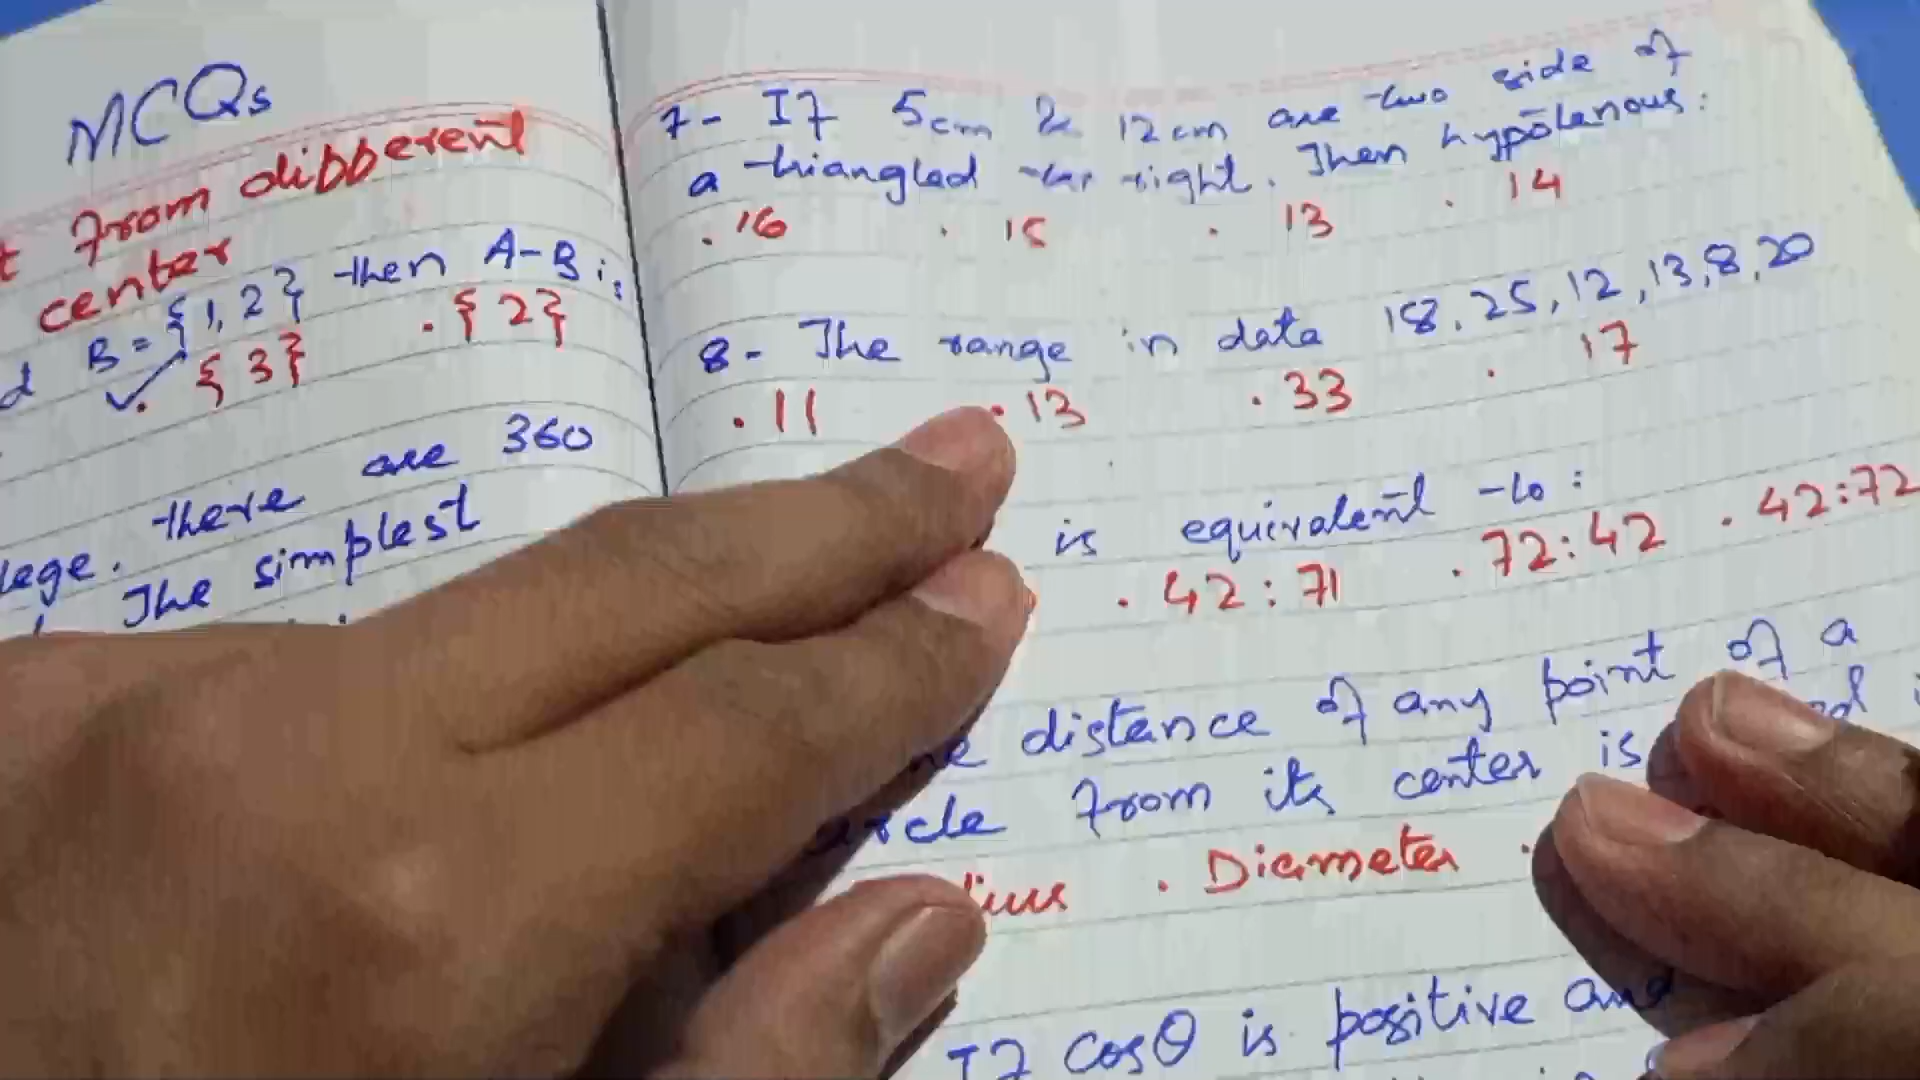 MCQs
from dibberent
center
B = {1, 2} then A-B is
. {3} . {2}
are 360
lege. there
The simplest
7- If 5cm & 12cm are two side of
a triangled right. Then hypotenous:
. 16 . 15 . 13 . 14
8- The range in data 18, 25, 12, 13, 8, 20
. 11 . 13 . 33 . 17
is equivalent to:
. 42:71 . 72:42 . 42:72
distance of any point of a
circle from its center is
. Diameter .
If cosθ is positive and